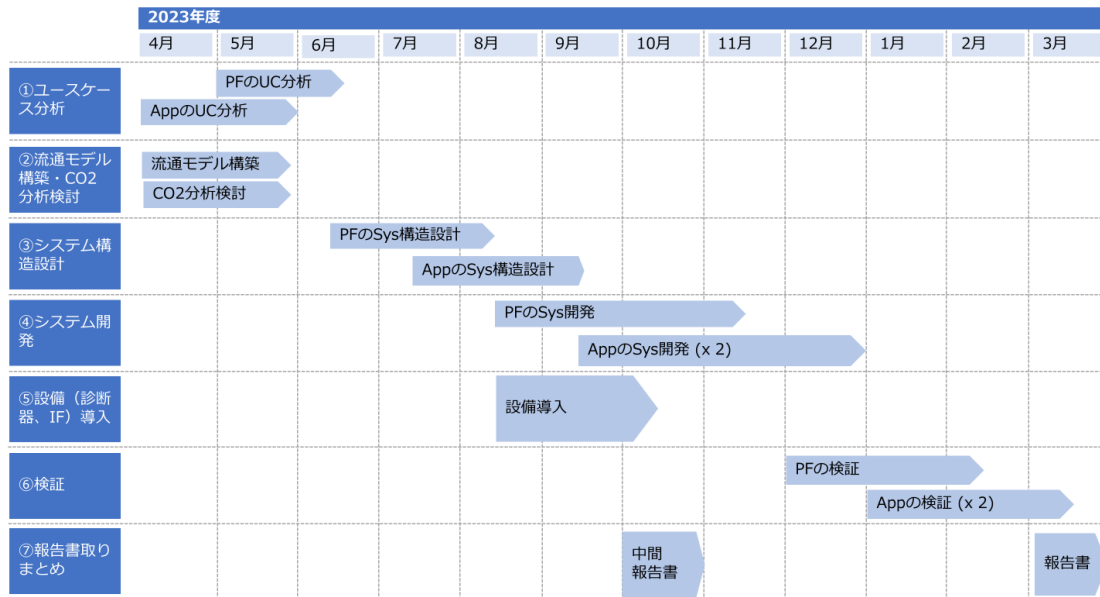 2023年度
4月 5月 6月 7月 8月 9月 10月 11月 12月 1月 2月 3月
①ユースケー
ス分析
PFのUC分析
AppのUC分析
②流通モデル
構築・CO2
分析検討
流通モデル構築
CO2分析検討
③システム構
造設計
PFのSys構造設計
AppのSys構造設計
④システム開
発
PFのSys開発
AppのSys開発 (x 2)
⑤設備（診断
器、IF）導入
設備導入
⑥検証
PFの検証
Appの検証 (x 2)
⑦報告書取り
まとめ
中間
報告書
報告書